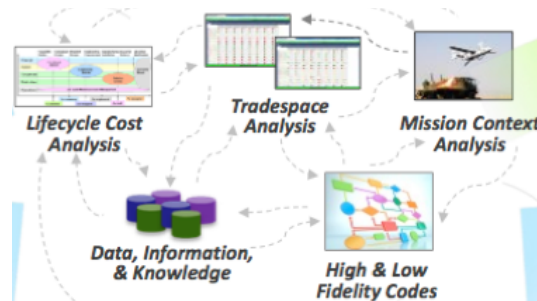 Tradespace
Analysis
Lifecycle Cost
Analysis
Mission Context
Analysis
Data, Information,
& Knowledge
High & Low
Fidelity Codes